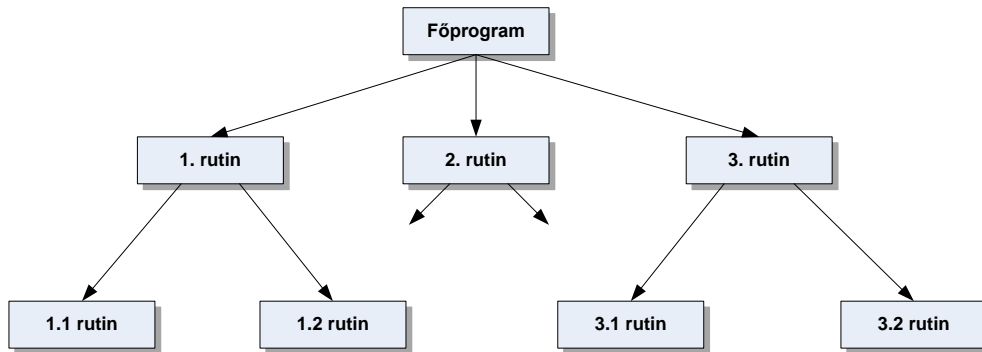 Főprogram
1. rutin
2. rutin
3. rutin
1.1 rutin
1.2 rutin
3.1 rutin
3.2 rutin